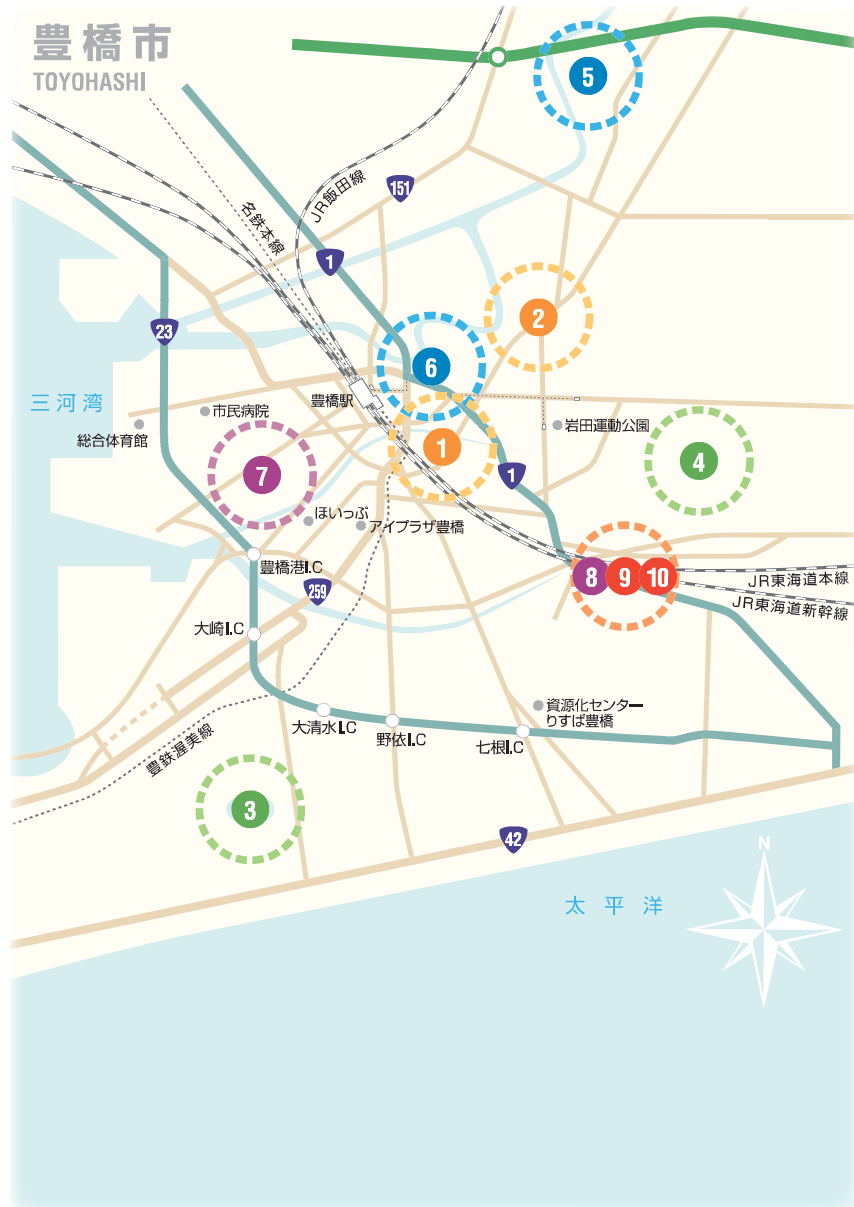 豊橋市
TOYOHASHI
5
151
JR飯田線
名鉄本線
1
2
23
6
豊橋駅
三河湾
市民病院
総合体育館
岩田運動公園
1
4
7
1
ほいっぷ
アイプラザ豊橋
豊橋港I.C
8
9
10
JR東海道本線
259
JR東海道新幹線
大崎I.C
資源化センター
りすぱ豊橋
大清水I.C
野依I.C
七根I.C
豊鉄渥美線
3
42
N
太平洋